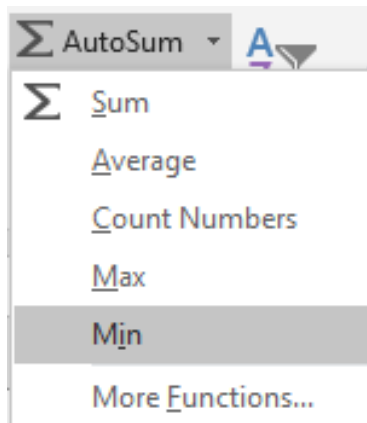 Σ AutoSum A
Σ Sum
Average
Count Numbers
Max
Min
More Functions...